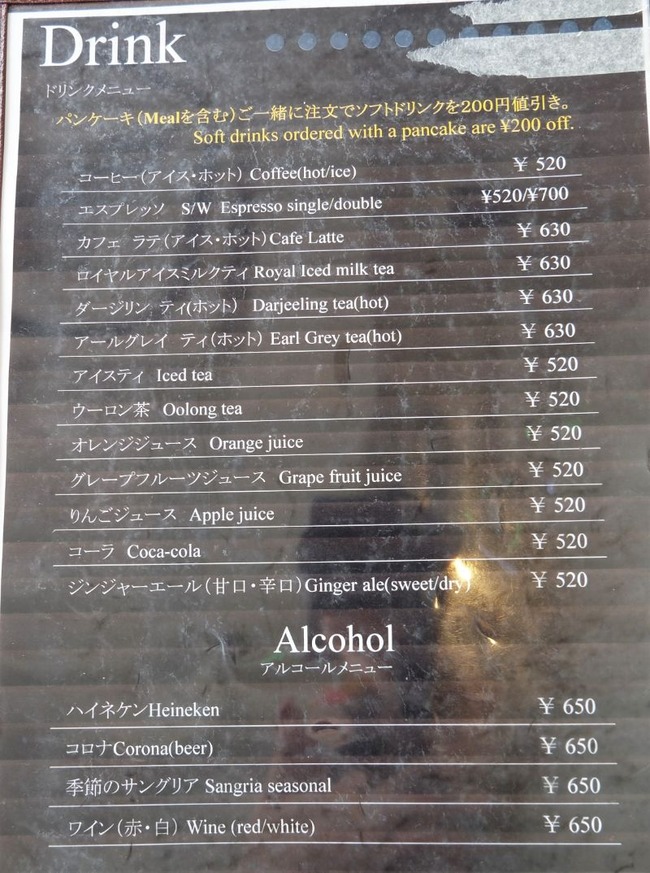 Drink
ドリンクメニュー
パンケーキ（Mealを含む）ご一緒に注文でソフトドリンクを200円値引き。
Soft drinks ordered with a pancake are ¥200 off.
コーヒー（アイス・ホット） Coffee(hot/ice) ￥ 520
エスプレッソ S/W Espresso single/double ¥520/¥700
カフェ ラテ（アイス・ホット）Cafe Latte ￥ 630
ロイヤルアイスミルクティ Royal Iced milk tea ￥ 630
ダージリン ティ（ホット） Darjeeling tea(hot) ￥ 630
アールグレイ ティ（ホット） Earl Grey tea(hot) ￥ 630
アイスティ Iced tea ￥ 520
ウーロン茶 Oolong tea ￥ 520
オレンジジュース Orange juice ￥ 520
グレープフルーツジュース Grape fruit juice ￥ 520
りんごジュース Apple juice ￥ 520
コーラ Coca-cola ￥ 520
ジンジャーエール（甘口・辛口）Ginger ale(sweet/dry) ￥ 520
Alcohol
アルコールメニュー
ハイネケンHeineken ￥ 650
コロナCorona(beer) ￥ 650
季節のサングリア Sangria seasonal ￥ 650
ワイン（赤・白） Wine (red/white) ￥ 650